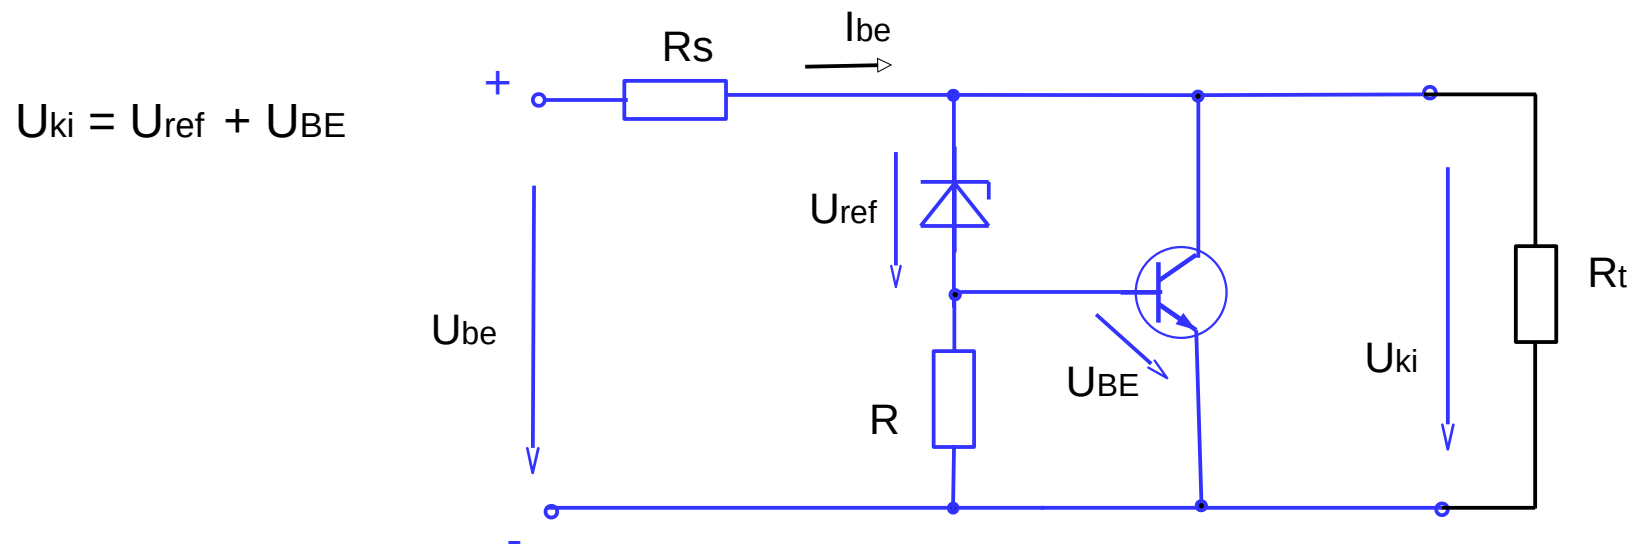 Ibe
Rs
+
Uki = Uref + UBE
Uref
Rt
Ube
Uki
UBE
R
-